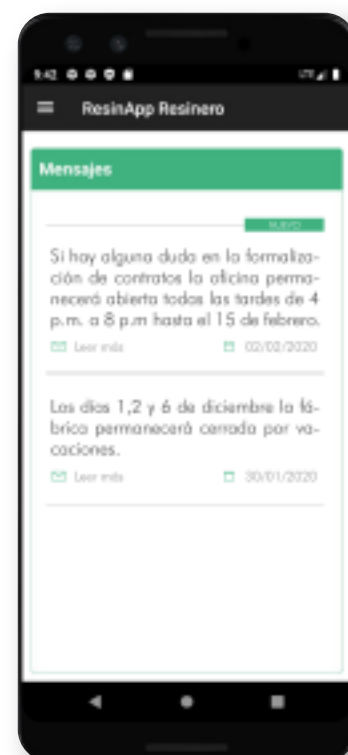 9:42
LTE
ResinApp Resinero
Mensajes
NUEVO
Si hay alguna duda en la formaliza-
ción de contratos la oficina perma-
necerá abierta todas las tardes de 4
p.m. a 8 p.m hasta el 15 de febrero.
Leer más 02/02/2020
Los días 1,2 y 6 de diciembre la fá-
brica permanecerá cerrada por va-
caciones.
Leer más 30/01/2020